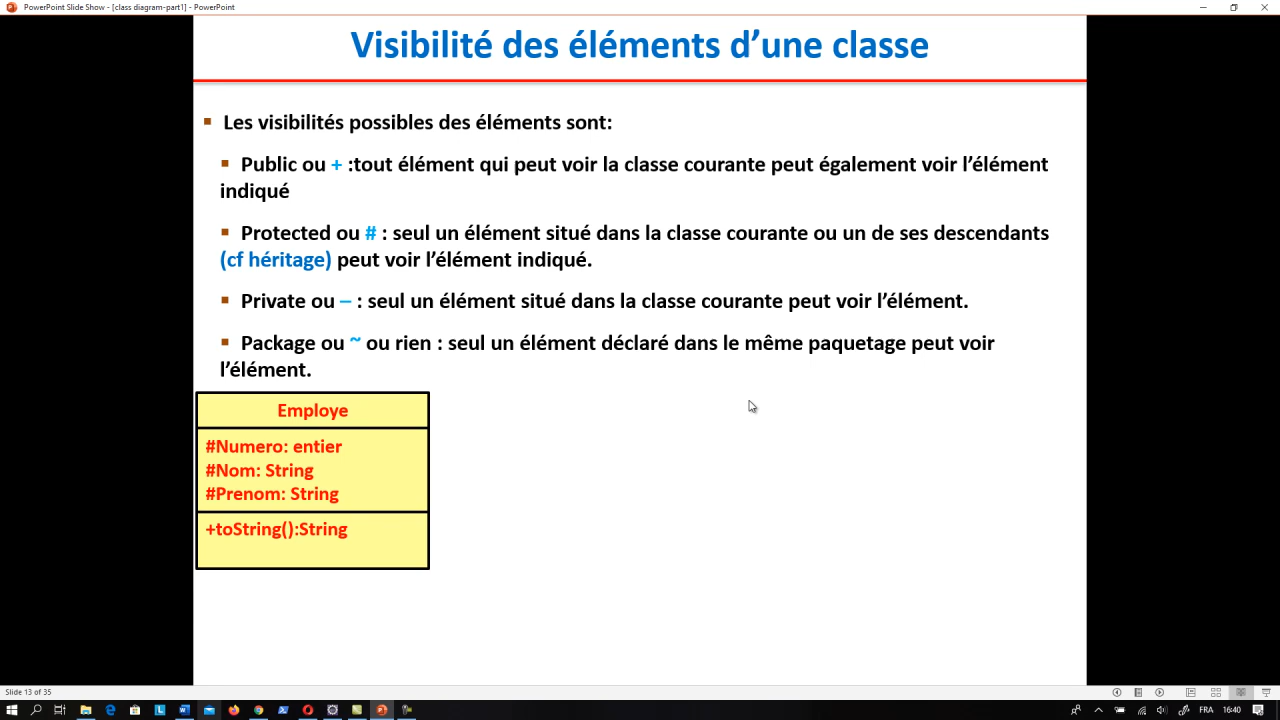 PowerPoint Slide Show - [class diagram-part1] - PowerPoint
Visibilité des éléments d’une classe
Les visibilités possibles des éléments sont:
Public ou + :tout élément qui peut voir la classe courante peut également voir l’élément
indiqué
Protected ou # : seul un élément situé dans la classe courante ou un de ses descendants
(cf héritage) peut voir l’élément indiqué.
Private ou – : seul un élément situé dans la classe courante peut voir l’élément.
Package ou ~ ou rien : seul un élément déclaré dans le même paquetage peut voir
l’élément.
Employe
#Numero: entier
#Nom: String
#Prenom: String
+toString():String
Slide 13 of 35
FRA
16:40